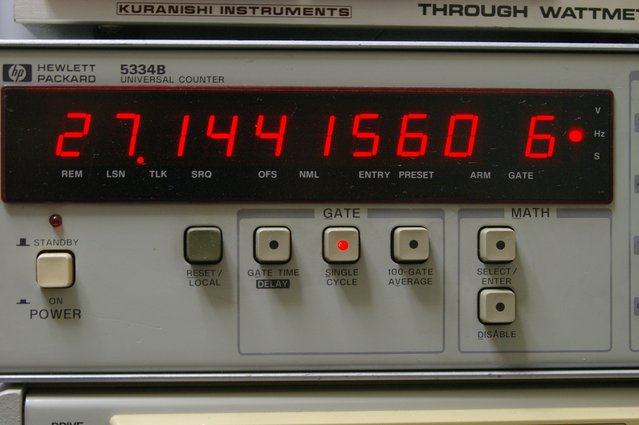 KURANISHI INSTRUMENTS
THROUGH WATTME
hp HEWLETT PACKARD
5334B
UNIVERSAL COUNTER
27.1441560 6
V
Hz
S
REM LSN TLK SRQ OFS NML ENTRY PRESET ARM GATE
GATE
MATH
STANDBY
ON
POWER
RESET/
LOCAL
GATE TIME
DELAY
SINGLE
CYCLE
100-GATE
AVERAGE
SELECT/
ENTER
DISABLE